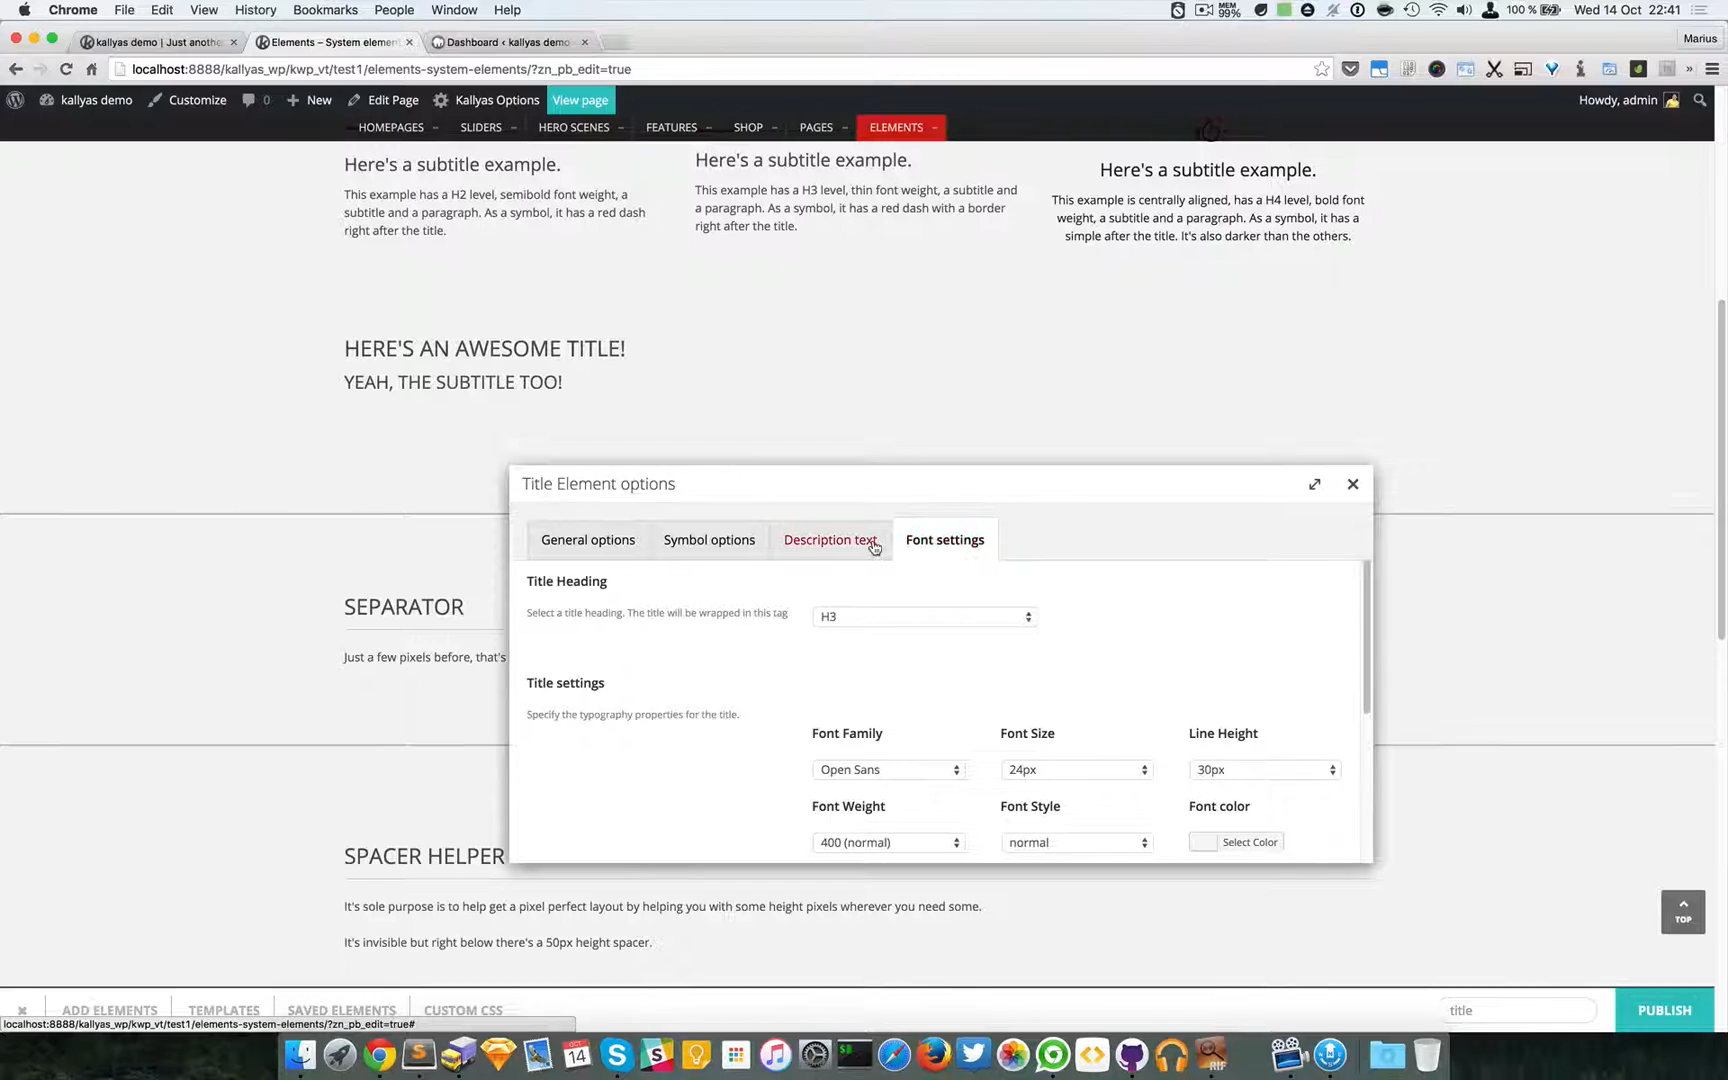 Chrome File Edit View History Bookmarks People Window Help MEM 99% 100 % Wed 14 Oct 22:41
kallyas demo | Just anothe Elements – System elemen Dashboard ‹ kallyas demo Marius
localhost:8888/kallyas_wp/kwp_vt/test1/elements-system-elements/?zn_pb_edit=true
kallyas demo Customize 0 New Edit Page Kallyas Options View page Howdy, admin
HOMEPAGES SLIDERS HERO SCENES FEATURES SHOP PAGES ELEMENTS
Here's a subtitle example.
This example has a H2 level, semibold font weight, a
subtitle and a paragraph. As a symbol, it has a red dash
right after the title.
Here's a subtitle example.
This example has a H3 level, thin font weight, a subtitle and
a paragraph. As a symbol, it has a red dash with a border
right after the title.
Here's a subtitle example.
This example is centrally aligned, has a H4 level, bold font
weight, a subtitle and a paragraph. As a symbol, it has a
simple after the title. It's also darker than the others.
HERE'S AN AWESOME TITLE!
YEAH, THE SUBTITLE TOO!
Title Element options
General options Symbol options Description text Font settings
Title Heading
Select a title heading. The title will be wrapped in this tag
H3
Title settings
Specify the typography properties for the title.
Font Family Font Size Line Height
Open Sans 24px 30px
Font Weight Font Style Font color
400 (normal) normal Select Color
SEPARATOR
Just a few pixels before, that's
SPACER HELPER
It's sole purpose is to help get a pixel perfect layout by helping you with some height pixels wherever you need some.
It's invisible but right below there's a 50px height spacer.
TOP
ADD ELEMENTS TEMPLATES SAVED ELEMENTS CUSTOM CSS title PUBLISH
localhost:8888/kallyas_wp/kwp_vt/test1/elements-system-elements/?zn_pb_edit=true#
14